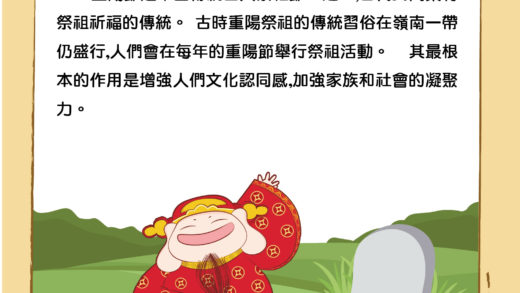 祭祖祈福的傳統。 古時重陽祭祖的傳統習俗在嶺南一帶
仍盛行,人們會在每年的重陽節舉行祭祖活動。 其最根
本的作用是增強人們文化認同感,加強家族和社會的凝聚
力。